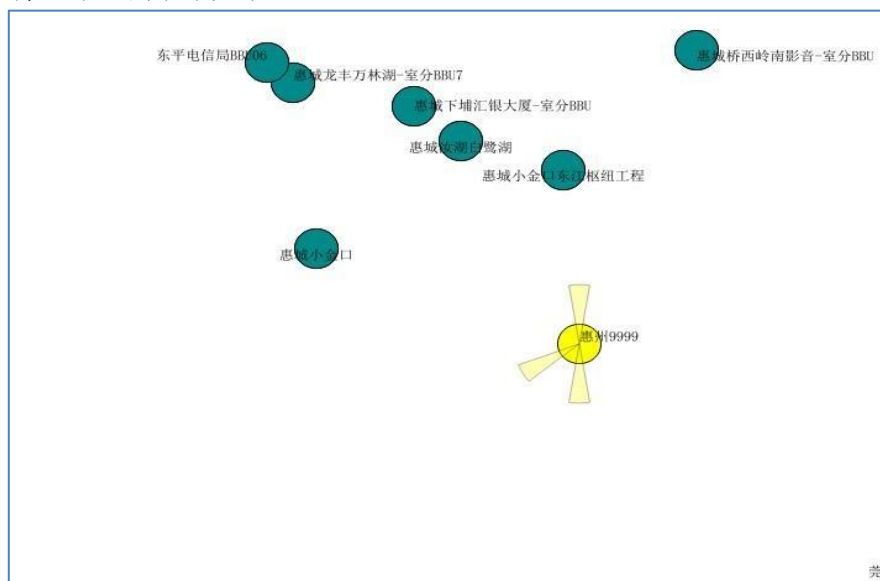 东平电信局BBU06
惠城桥西岭南影音-室分BBU
惠城龙丰万林湖-室分BBU7
惠城下埔汇银大厦-室分BBU
惠城汝湖白鹭湖
惠城小金口东江枢纽工程
惠城小金口
惠州9999
莞